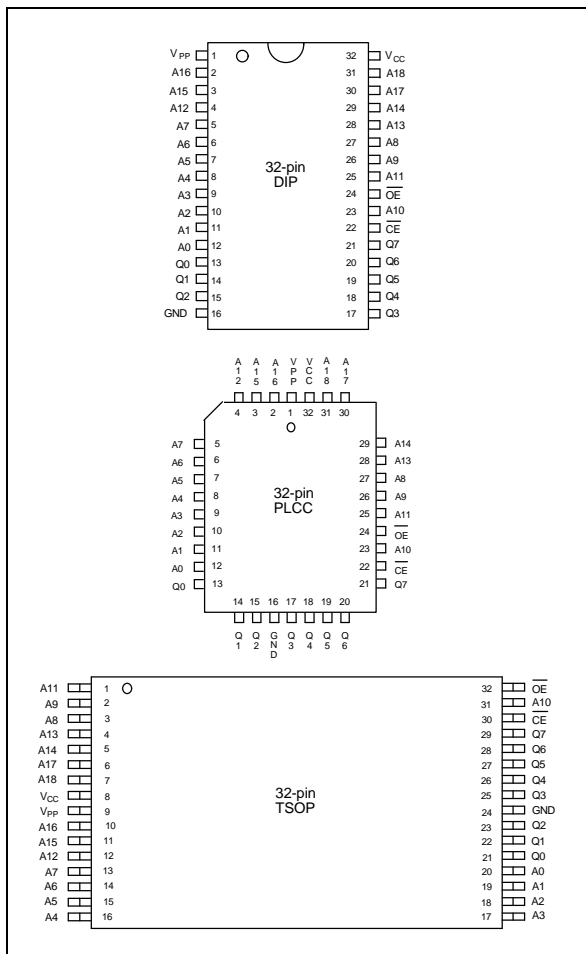 VPP 1 32 VCC
A16 2 31 A18
A15 3 30 A17
A12 4 29 A14
A7 5 28 A13
A6 6 27 A8
A5 7 26 A9
A4 8 25 A11
A3 9 24 OE
A2 10 23 A10
A1 11 22 CE
A0 12 21 Q7
Q0 13 20 Q6
Q1 14 19 Q5
Q2 15 18 Q4
GND 16 17 Q3
32-pin
DIP
A12 A15 A16 VPP VCC A18 A17
4 3 2 1 32 31 30
A7 5 29 A14
A6 6 28 A13
A5 7 27 A8
A4 8 26 A9
A3 9 25 A11
A2 10 24 OE
A1 11 23 A10
A0 12 22 CE
Q0 13 21 Q7
32-pin
PLCC
14 15 16 17 18 19 20
Q1 Q2 GND Q3 Q4 Q5 Q6
A11 1 32 OE
A9 2 31 A10
A8 3 30 CE
A13 4 29 Q7
A14 5 28 Q6
A17 6 27 Q5
A18 7 26 Q4
VCC 8 25 Q3
VPP 9 24 GND
A16 10 23 Q2
A15 11 22 Q1
A12 12 21 Q0
A7 13 20 A0
A6 14 19 A1
A5 15 18 A2
A4 16 17 A3
32-pin
TSOP